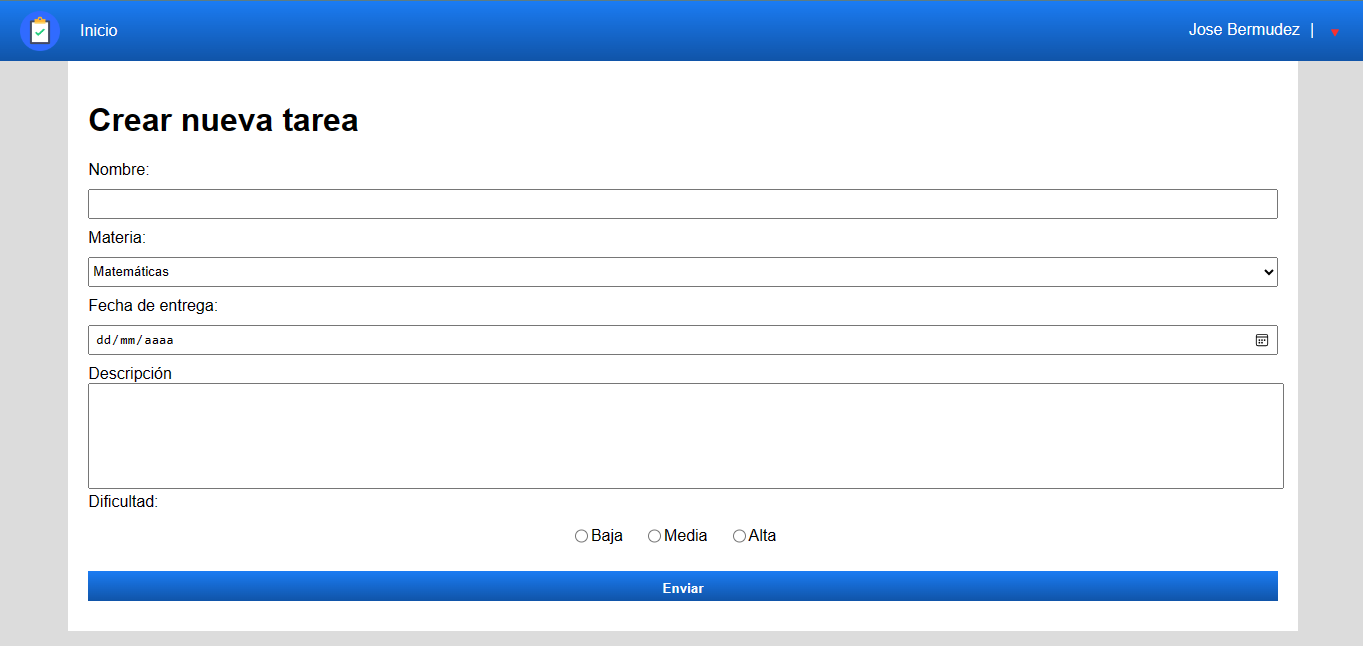 Inicio
Jose Bermudez |
Crear nueva tarea
Nombre:
Materia:
Matemáticas
Fecha de entrega:
dd/mm/aaaa
Descripción
Dificultad:
Baja Media Alta
Enviar